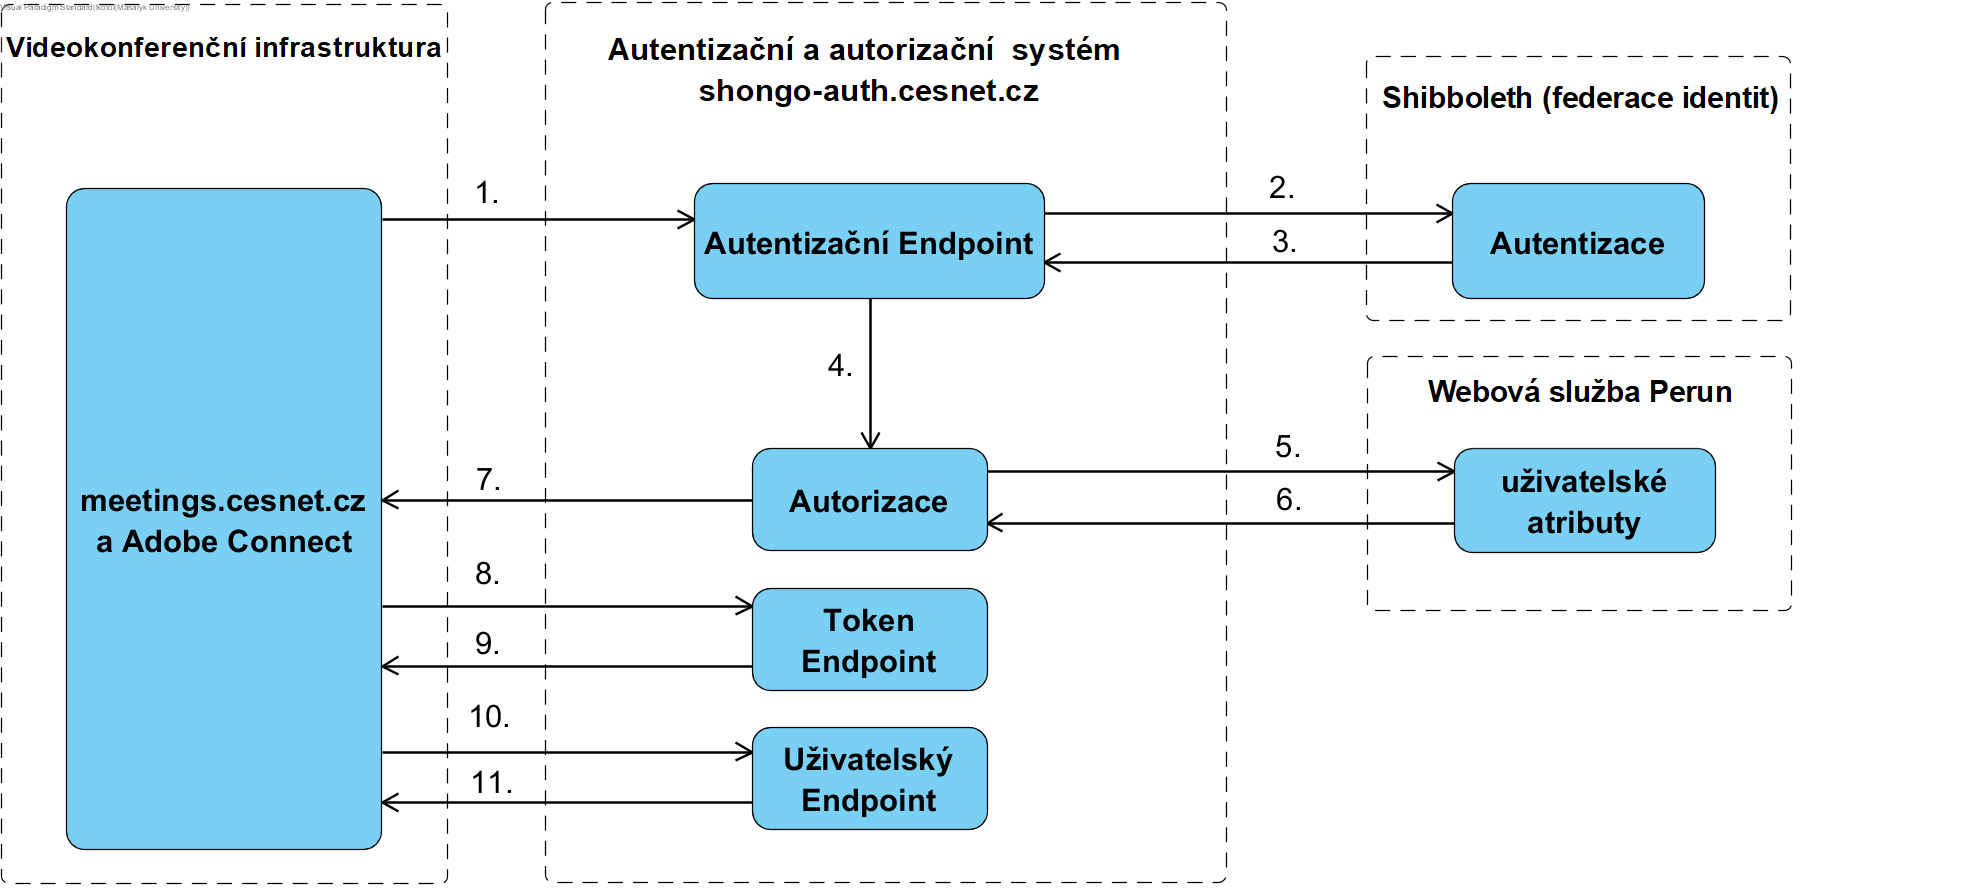 Visual Paradigm Standard(kotol(Masaryk University))
Videokonferenční infrastruktura
Autentizační a autorizační systém
shongo-auth.cesnet.cz
Shibboleth (federace identit)
1.
2.
3.
Autentizační Endpoint
Autentizace
4.
Webová služba Perun
5.
6.
7.
Autorizace
uživatelské
atributy
meetings.cesnet.cz
a Adobe Connect
8.
9.
Token
Endpoint
10.
11.
Uživatelský
Endpoint